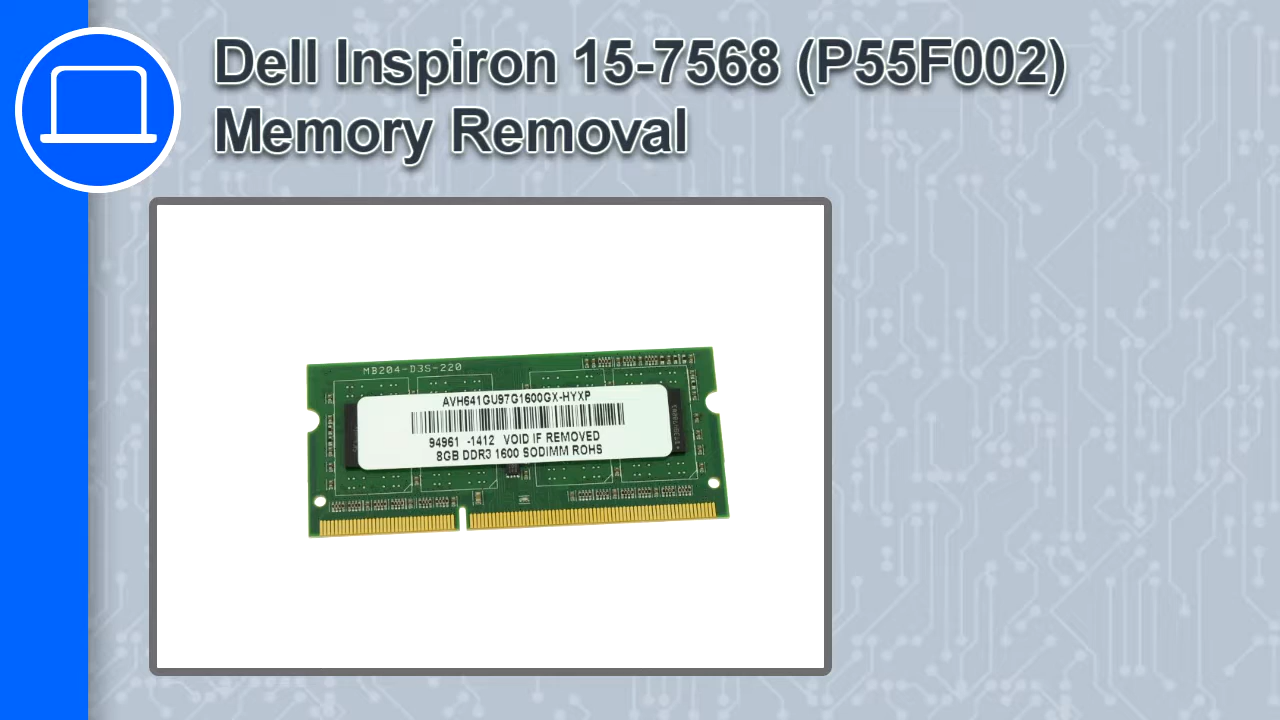 Dell Inspiron 15-7568 (P55F002)
Memory Removal
MB204-D3S-220
AVH641GU97G1600GX-HYXP
94961 -1412 VOID IF REMOVED
8GB DDR3 1600 SODIMM ROHS